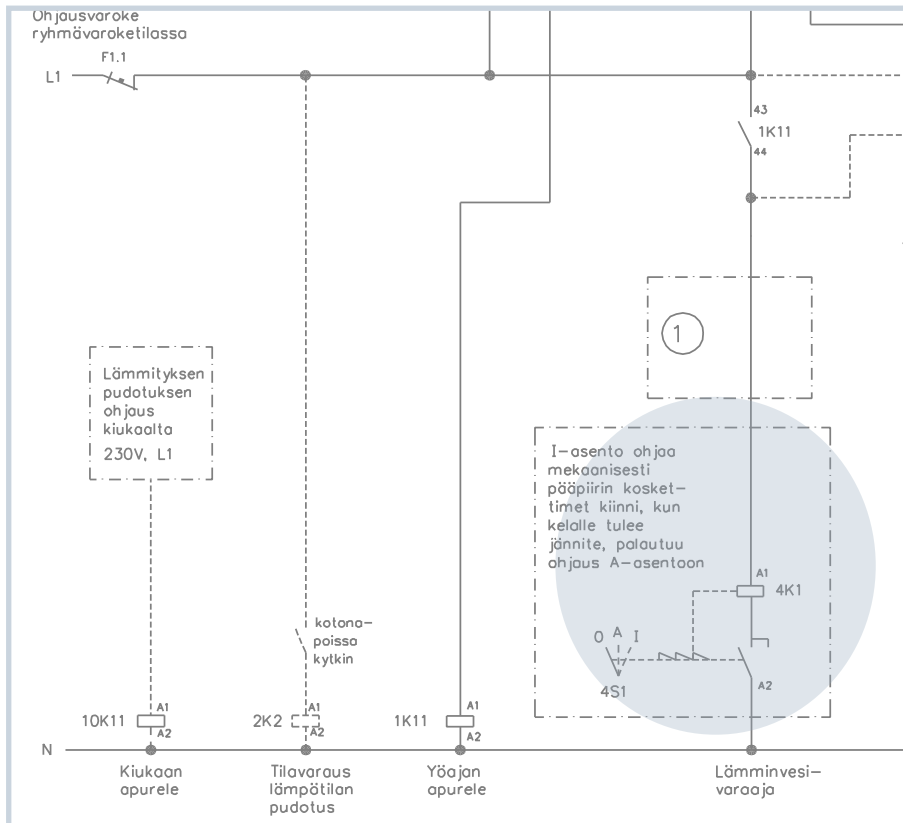 Ohjausvaroke
ryhmävaroketilassa
F1.1
L1
43
1K11
44
1
Lämmityksen
pudotuksen
ohjaus
kiukaalta
230V, L1
I-asento ohjaa
mekaanisesti
pääpiirin kosket-
timet kiinni, kun
kelalle tulee
jännite, palautuu
ohjaus A-asentoon
A1
4K1
kotona-
poissa
kytkin
O A I
4S1
A2
10K11
A1
A2
2K2
A1
A2
1K11
A1
A2
N
Kiukaan
apurele
Tilavaraus
lämpätilan
pudotus
Yöajan
apurele
Lämminvesi-
varaaja